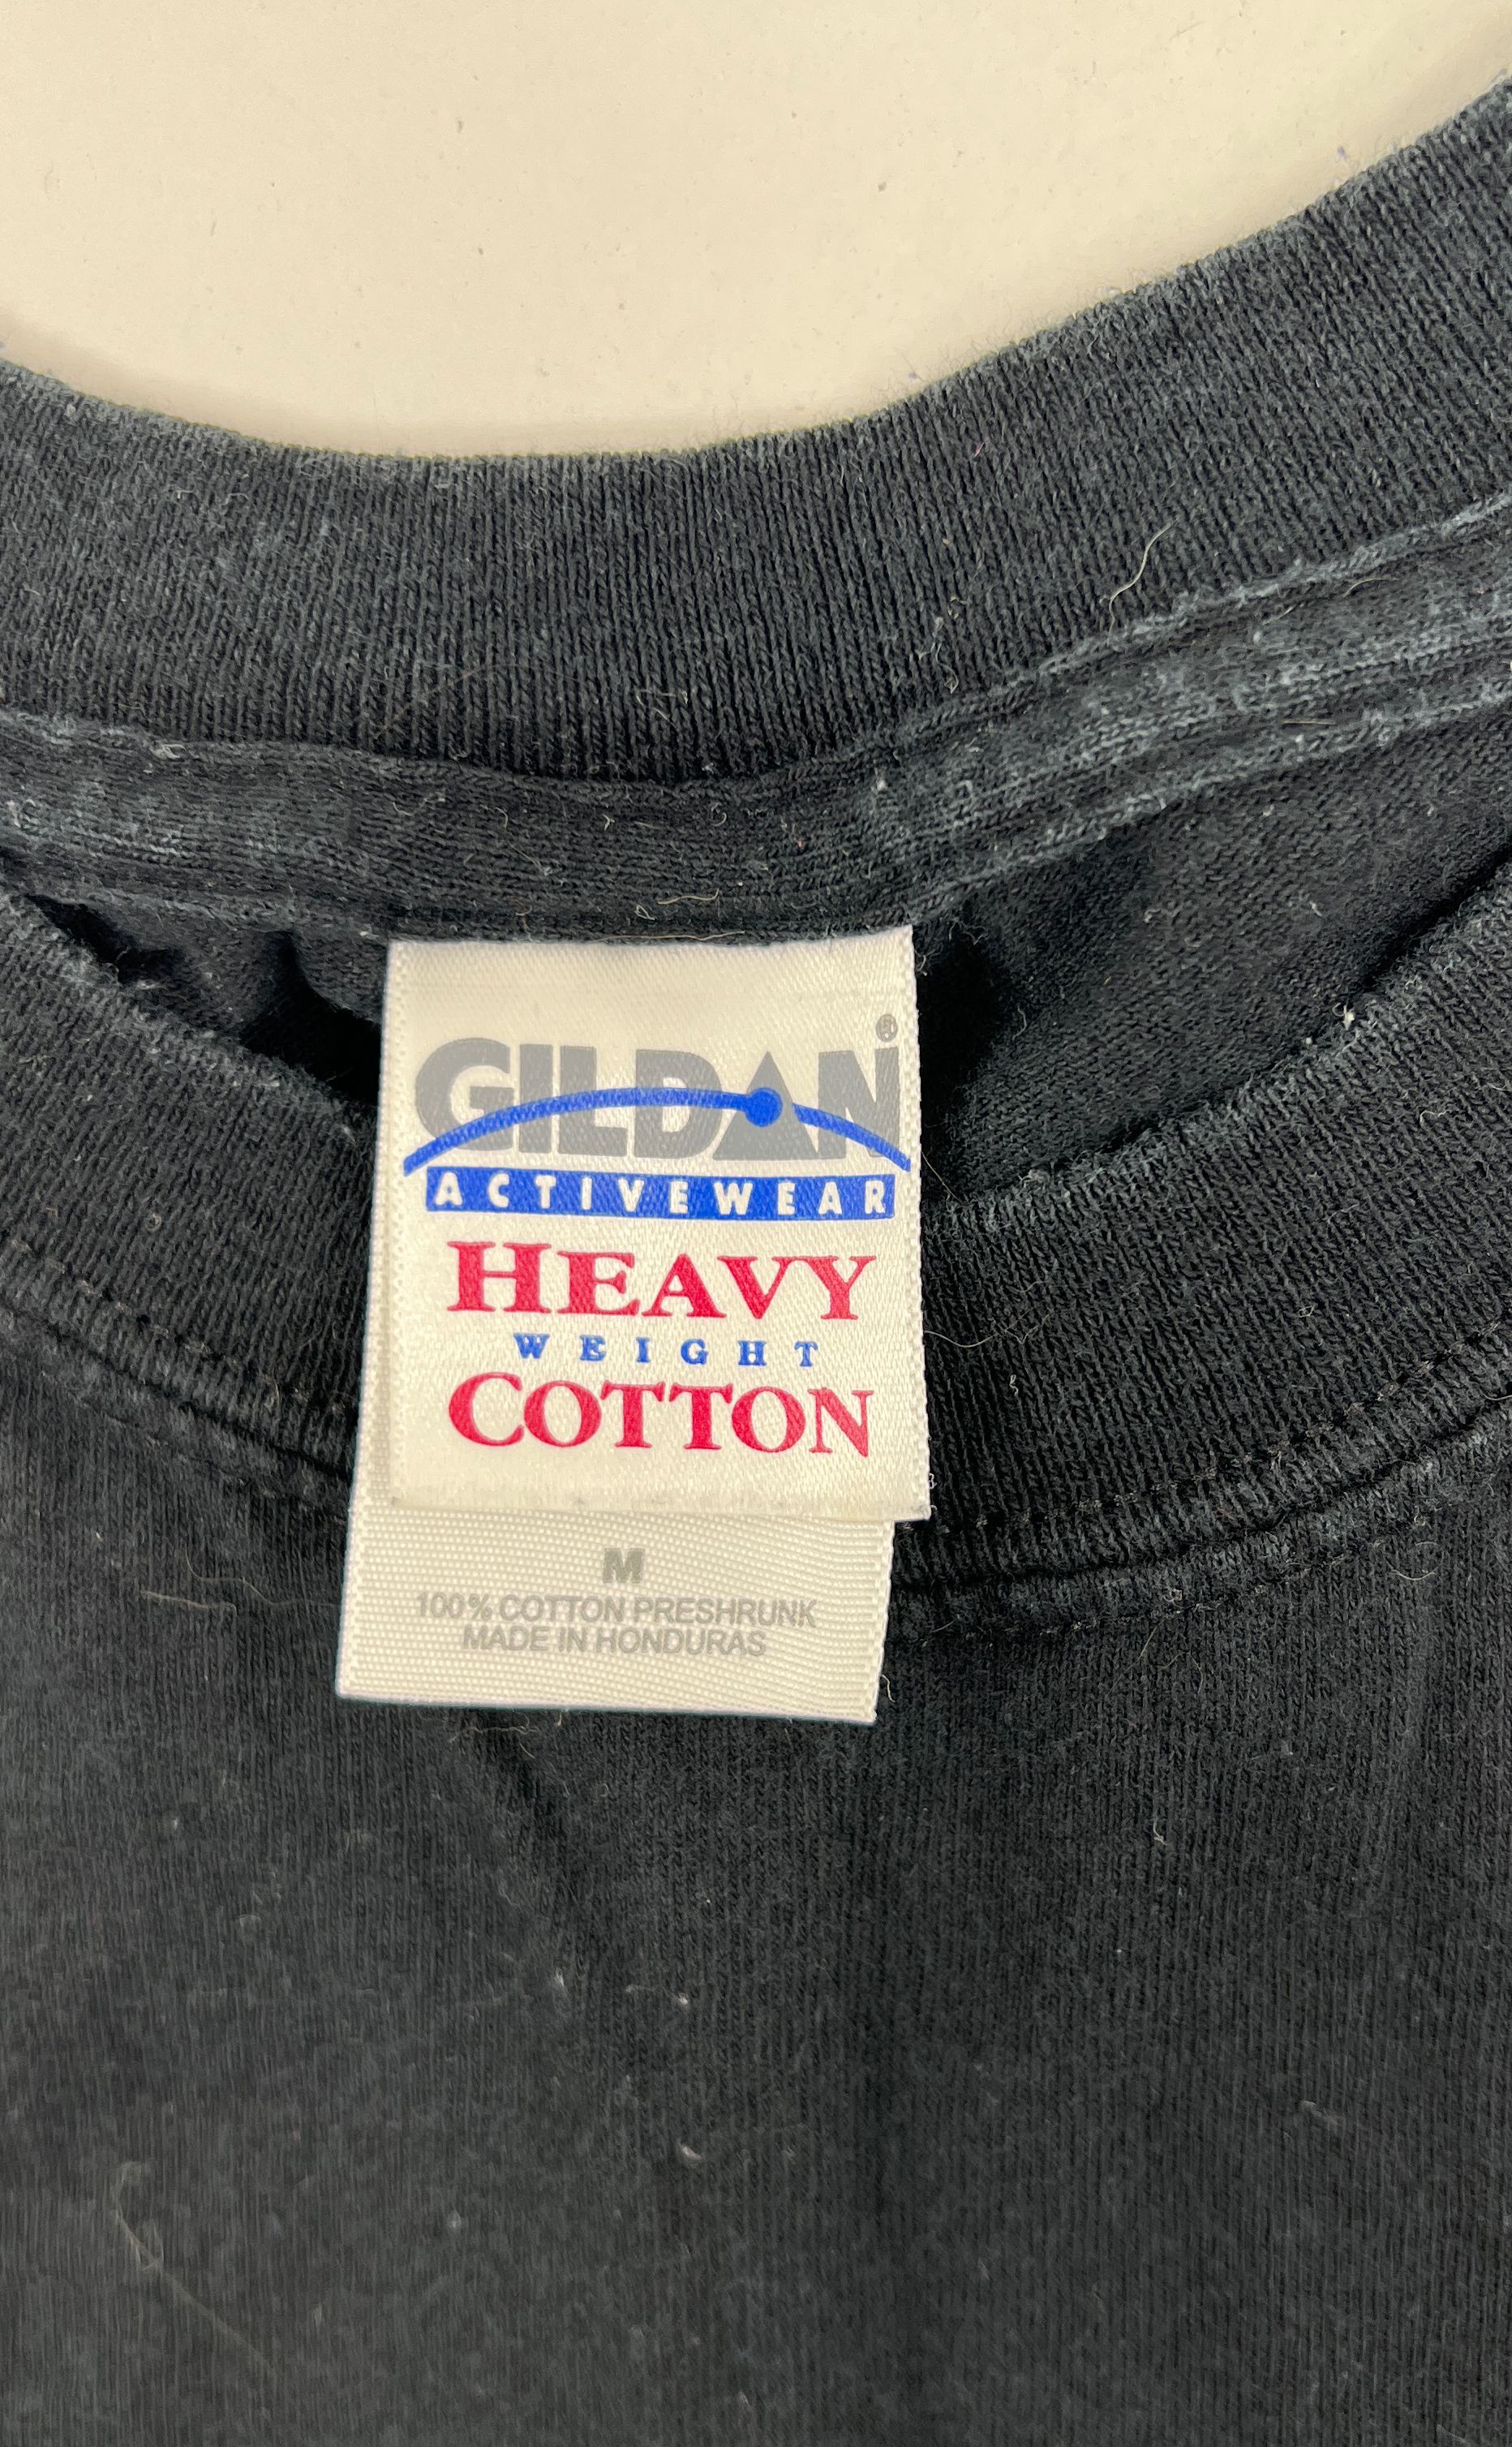 GILDAN®
ACTIVEWEAR
HEAVY
WEIGHT
COTTON
M
100% COTTON PRESHRUNK
MADE IN HONDURAS